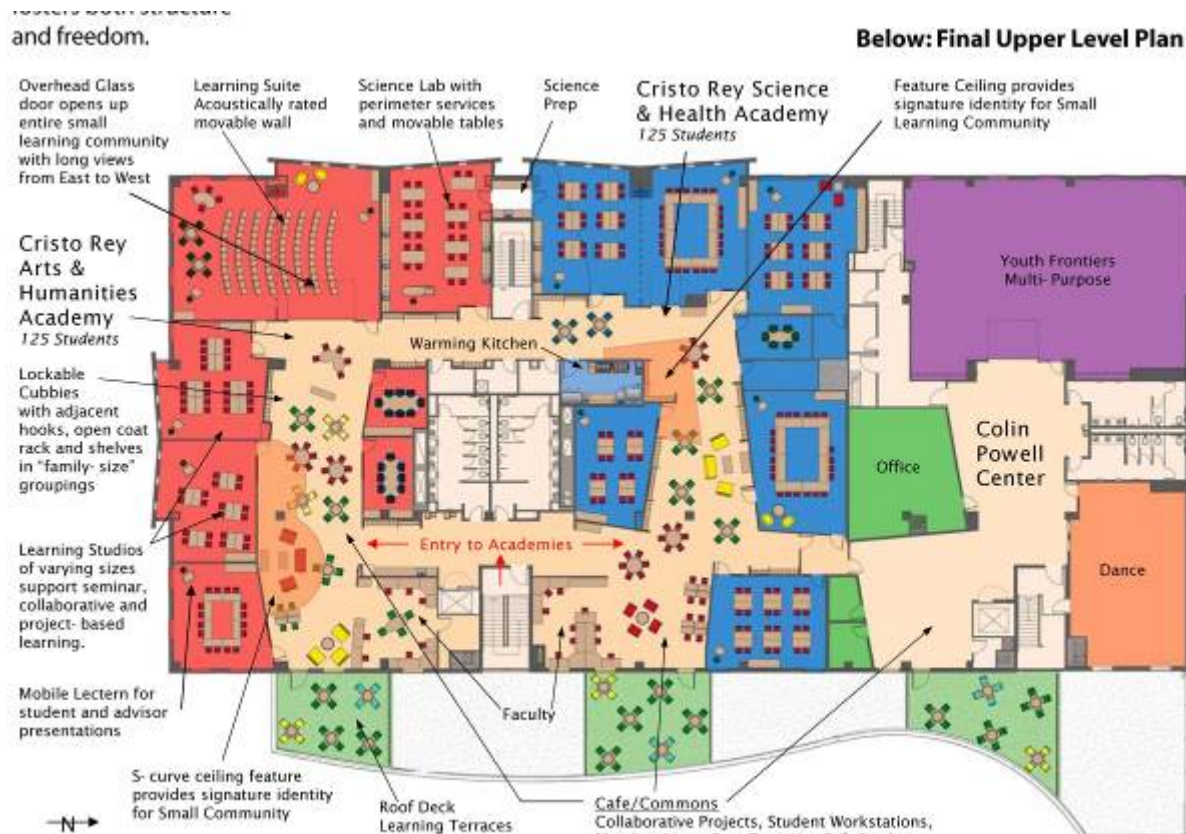 and freedom.
Below: Final Upper Level Plan
Overhead Glass
door opens up
entire small
learning community
with long views
from East to West
Learning Suite
Acoustically rated
movable wall
Science Lab with
perimeter services
and movable tables
Science
Prep
Cristo Rey Science
& Health Academy
125 Students
Feature Ceiling provides
signature identity for Small
Learning Community
Cristo Rey
Arts &
Humanities
Academy
125 Students
Youth Frontiers
Multi- Purpose
Warming Kitchen
Lockable
Cubbies
with adjacent
hooks, open coat
rack and shelves
in "family- size"
groupings
Office
Colin
Powell
Center
Entry to Academies
Learning Studios
of varying sizes
support seminar,
collaborative and
project- based
learning.
Dance
Mobile Lectern for
student and advisor
presentations
Faculty
S- curve ceiling feature
provides signature identity
for Small Community
Roof Deck
Learning Terraces
Cafe/Commons
Collaborative Projects, Student Workstations,
N